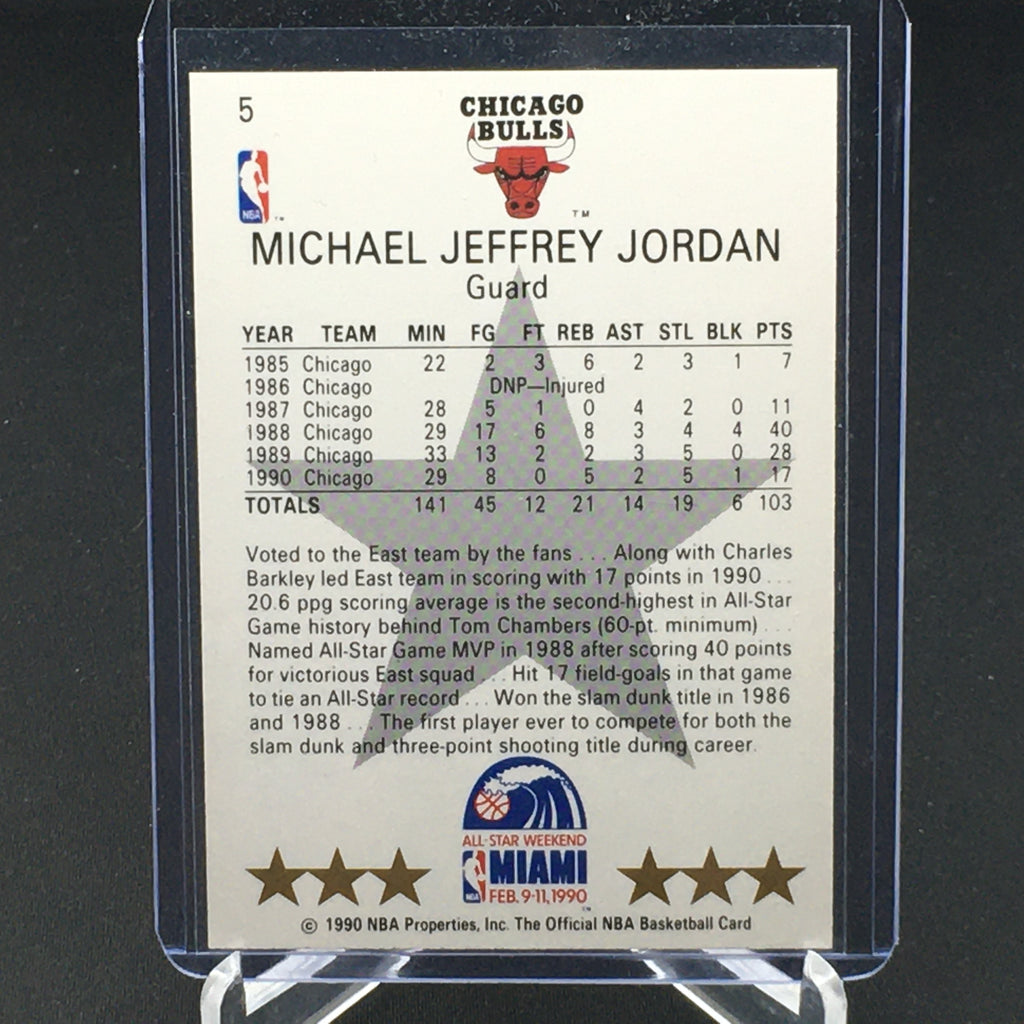 5
CHICAGO
BULLS
NBA ™
TM
MICHAEL JEFFREY JORDAN
Guard
YEAR TEAM MIN FG FT REB AST STL BLK PTS
1985 Chicago 22 2 3 6 2 3 1 7
1986 Chicago DNP—Injured
1987 Chicago 28 5 1 0 4 2 0 11
1988 Chicago 29 17 6 8 3 4 4 40
1989 Chicago 33 13 2 2 3 5 0 28
1990 Chicago 29 8 0 5 2 5 1 17
TOTALS 141 45 12 21 14 19 6 103
Voted to the East team by the fans . . . Along with Charles
Barkley led East team in scoring with 17 points in 1990 . . .
20.6 ppg scoring average is the second-highest in All-Star
Game history behind Tom Chambers (60-pt. minimum) . . .
Named All-Star Game MVP in 1988 after scoring 40 points
for victorious East squad . . . Hit 17 field-goals in that game
to tie an All-Star record . . . Won the slam dunk title in 1986
and 1988 . . . The first player ever to compete for both the
slam dunk and three-point shooting title during career.
ALL-STAR WEEKEND
NBA MIAMI
FEB. 9-11, 1990
™
© 1990 NBA Properties, Inc. The Official NBA Basketball Card